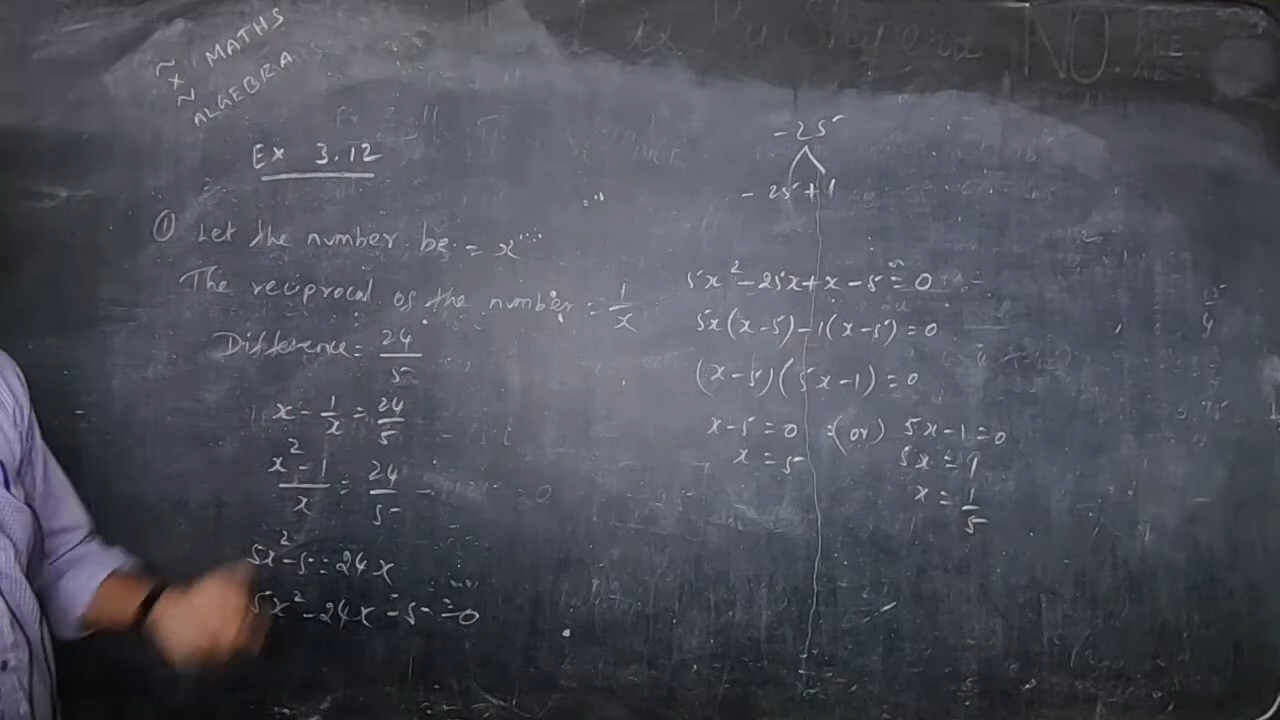 ~ x ~ MATHS
ALGEBRA
NO.
Ex 3.12
① Let the number be = x
The reciprocal of the number = 1/x
Difference = 24/5
x - 1/x = 24/5
x² - 1 / x = 24/5
5x² - 5 = 24x
5x² - 24x - 5 = 0
-25
- 25 + 1
5x² - 25x + x - 5 = 0
5x(x-5) - 1(x-5) = 0
(x-5)(5x-1) = 0
x - 5 = 0 (or) 5x - 1 = 0
x = 5 5x = 1
x = 1/5